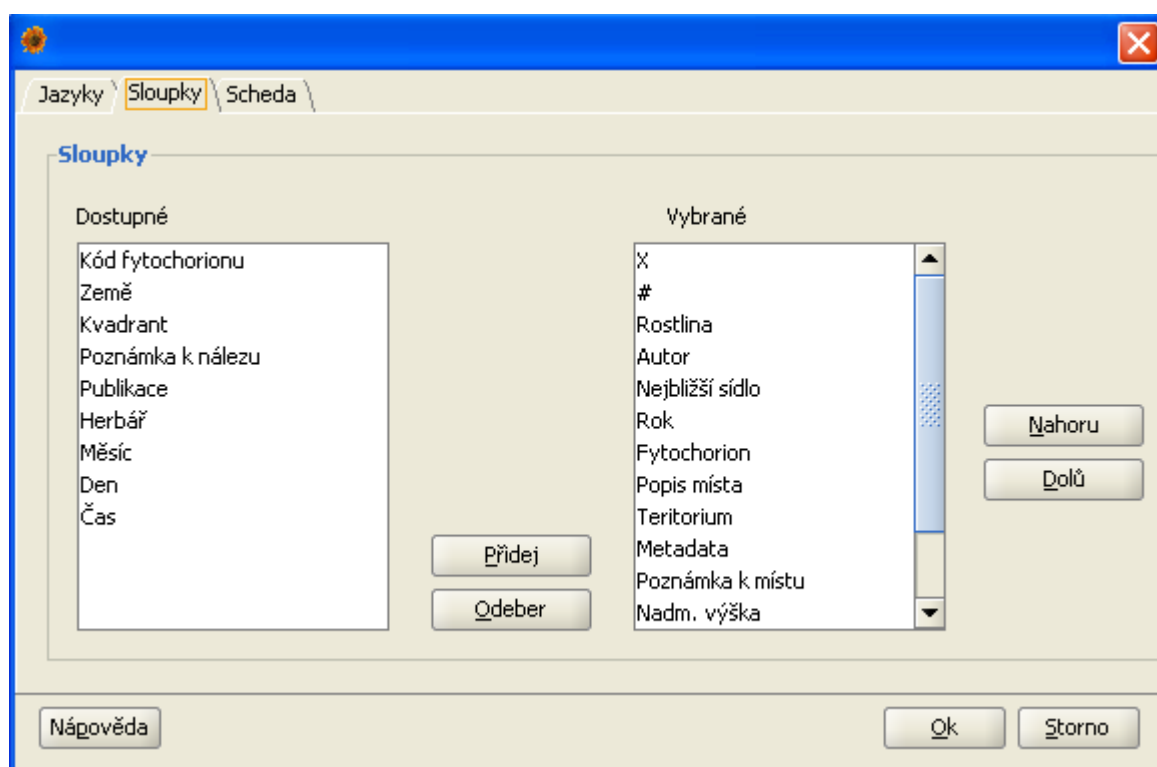 Jazyky Sloupky Scheda
Sloupky
Dostupné
Kód fytochorionu
Země
Kvadrant
Poznámka k nálezu
Publikace
Herbář
Měsíc
Den
Čas
Přidej
Odeber
Vybrané
X
#
Rostlina
Autor
Nejbližší sídlo
Rok
Fytochorion
Popis místa
Teritorium
Metadata
Poznámka k místu
Nadm. výška
Nahoru
Dolů
Nápověda Ok Storno